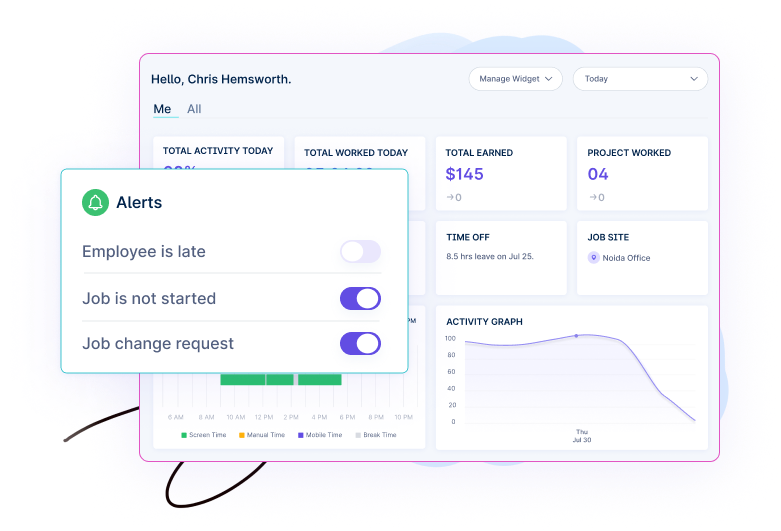 Hello, Chris Hemsworth.
Manage Widget
Today
Me
All
TOTAL ACTIVITY TODAY
TOTAL WORKED TODAY
TOTAL EARNED
$145
→0
PROJECT WORKED
04
→0
Alerts
Employee is late
Job is not started
Job change request
TIME OFF
8.5 hrs leave on Jul 25.
JOB SITE
Noida Office
PM
6 AM
8 AM
10 AM
12 PM
2 PM
4 PM
6 PM
8 PM
10 PM
Screen Time
Manual Time
Mobile Time
Break Time
ACTIVITY GRAPH
100
80
60
40
20
0
Thu
Jul 30